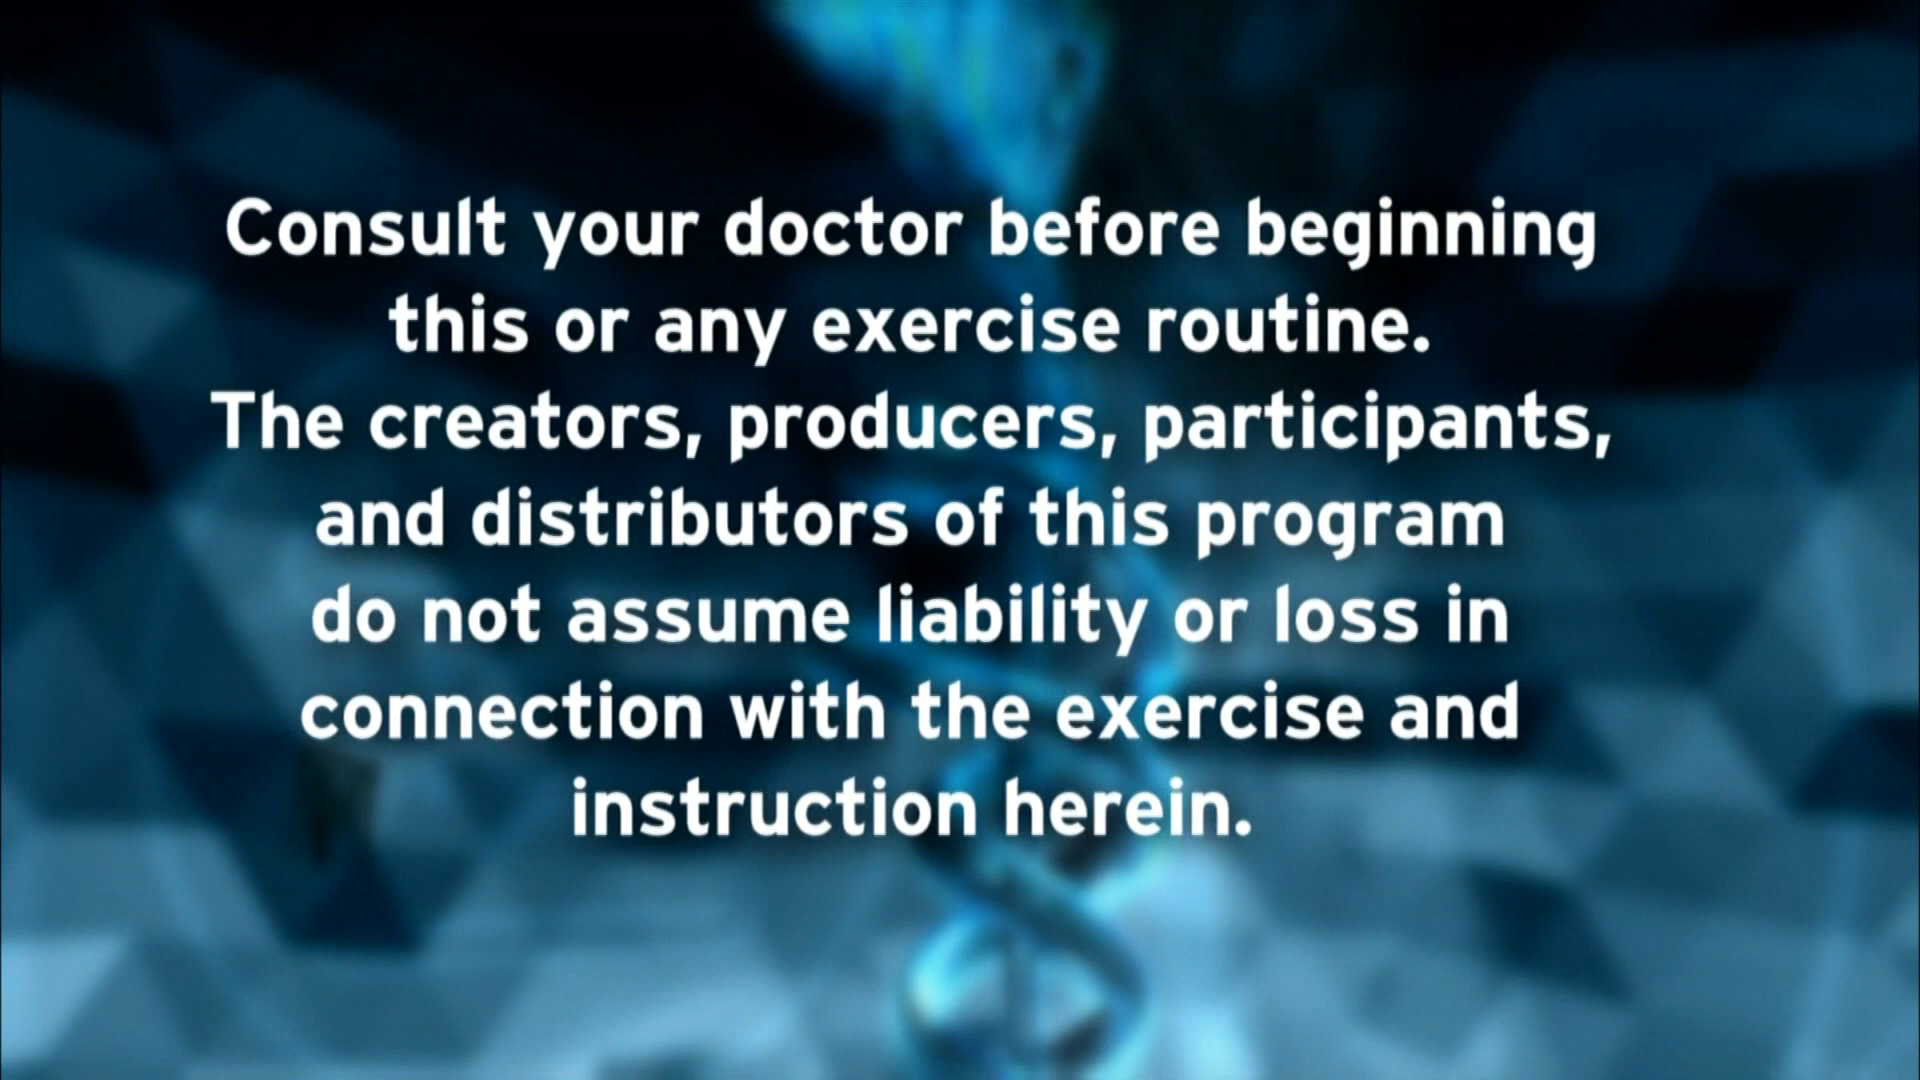 Consult your doctor before beginning
this or any exercise routine.
The creators, producers, participants,
and distributors of this program
do not assume liability or loss in
connection with the exercise and
instruction herein.